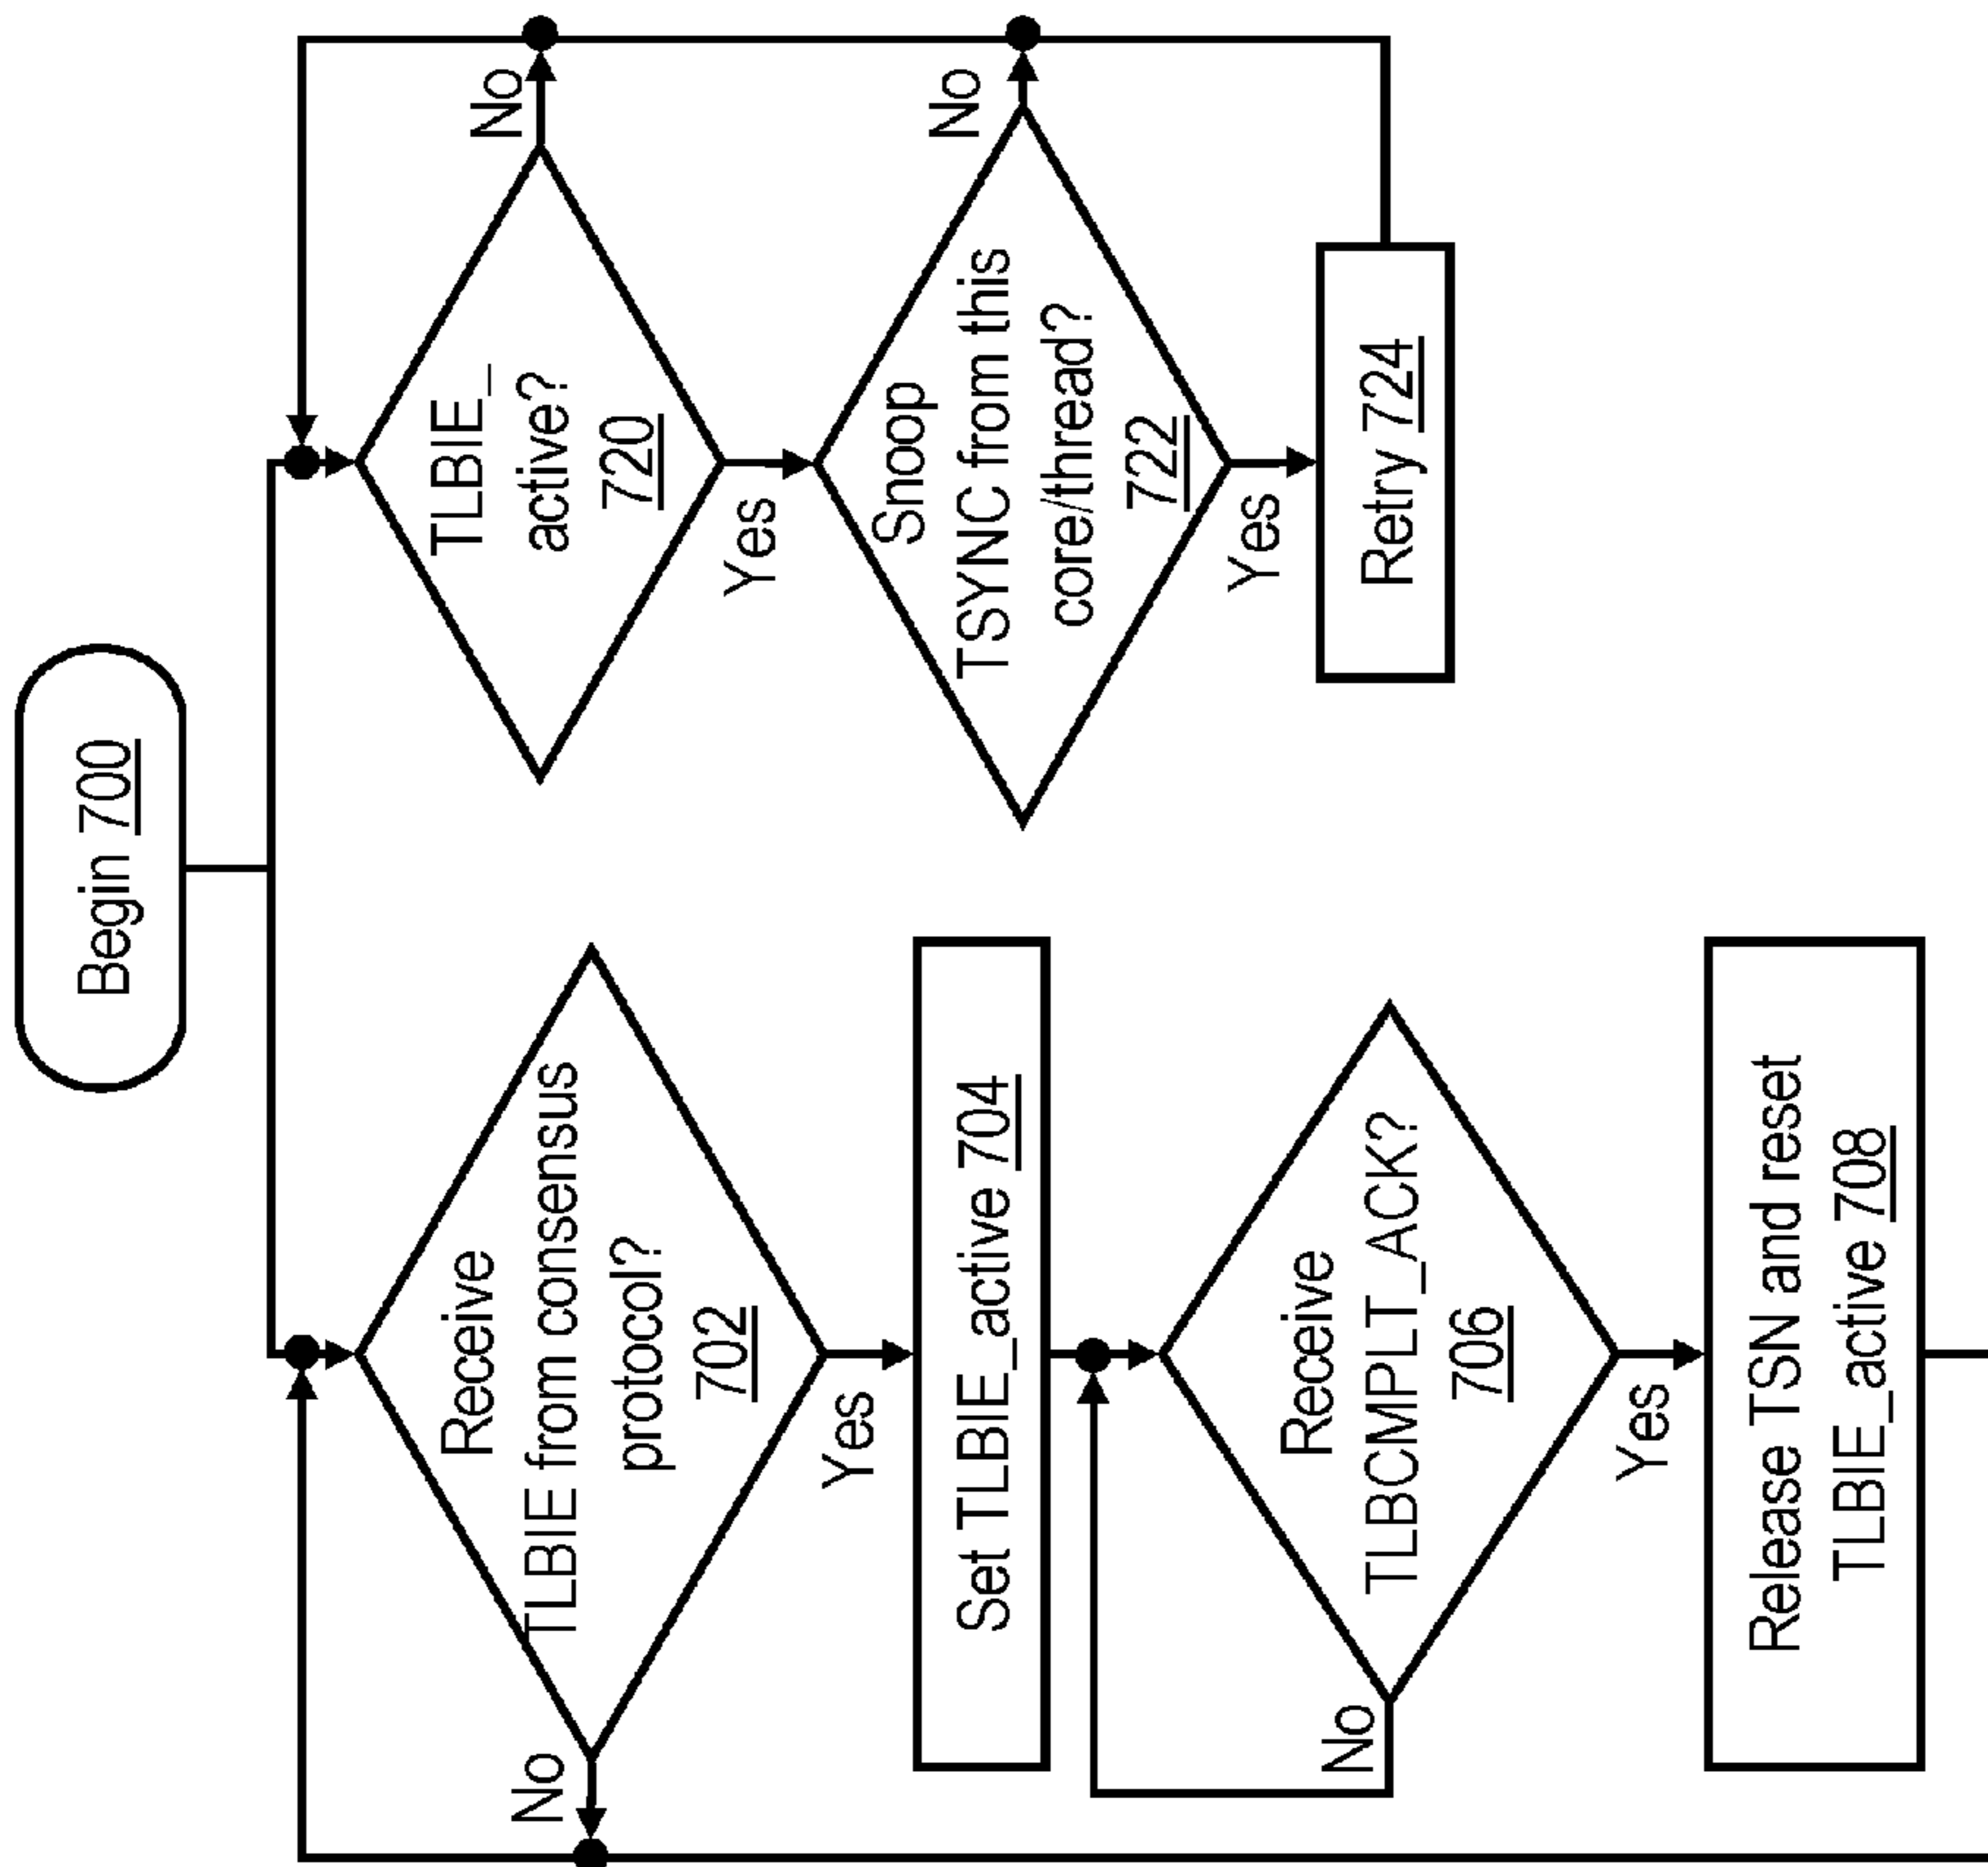 Begin 700
Receive
TLBIE from consensus
protocol?
702
No
Yes
Set TLBIE_active 704
Receive
TLBCMPLT_ACK?
706
No
Yes
Release TSN and reset
TLBIE_active 708
TLBIE_
active?
720
No
Yes
Snoop
TSYNC from this
core/thread?
722
No
Yes
Retry 724